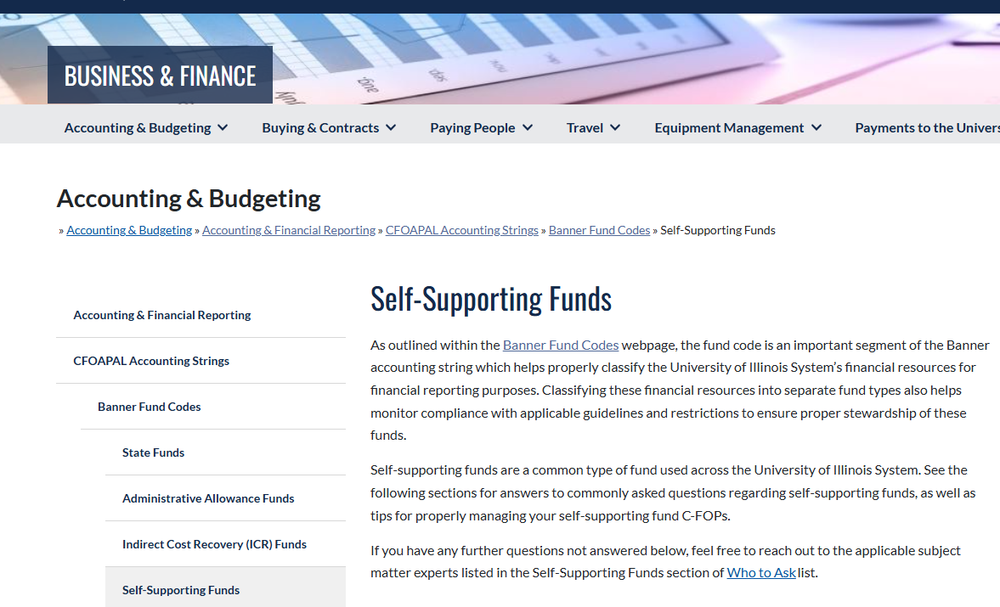 Aug.
Sep.
Nov.
BUSINESS & FINANCE
Accounting & Budgeting Buying & Contracts Paying People Travel Equipment Management Payments to the Univers
Accounting & Budgeting
» Accounting & Budgeting » Accounting & Financial Reporting » CFOAPAL Accounting Strings » Banner Fund Codes » Self-Supporting Funds
Accounting & Financial Reporting
CFOAPAL Accounting Strings
Banner Fund Codes
State Funds
Administrative Allowance Funds
Indirect Cost Recovery (ICR) Funds
Self-Supporting Funds
Self-Supporting Funds
As outlined within the Banner Fund Codes webpage, the fund code is an important segment of the Banner
accounting string which helps properly classify the University of Illinois System’s financial resources for
financial reporting purposes. Classifying these financial resources into separate fund types also helps
monitor compliance with applicable guidelines and restrictions to ensure proper stewardship of these
funds.
Self-supporting funds are a common type of fund used across the University of Illinois System. See the
following sections for answers to commonly asked questions regarding self-supporting funds, as well as
tips for properly managing your self-supporting fund C-FOPs.
If you have any further questions not answered below, feel free to reach out to the applicable subject
matter experts listed in the Self-Supporting Funds section of Who to Ask list.